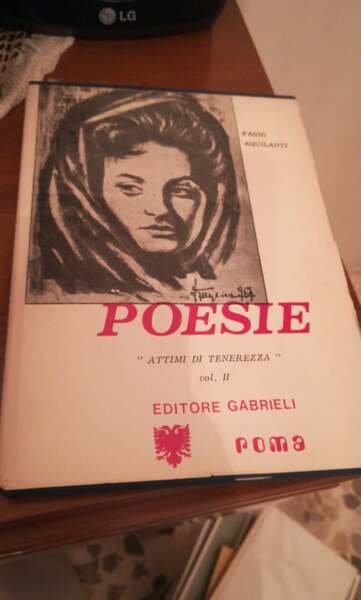 LG
FABIO
AQUILANTI
POESIE
" ATTIMI DI TENEREZZA "
vol. II
EDITORE GABRIELI
roma